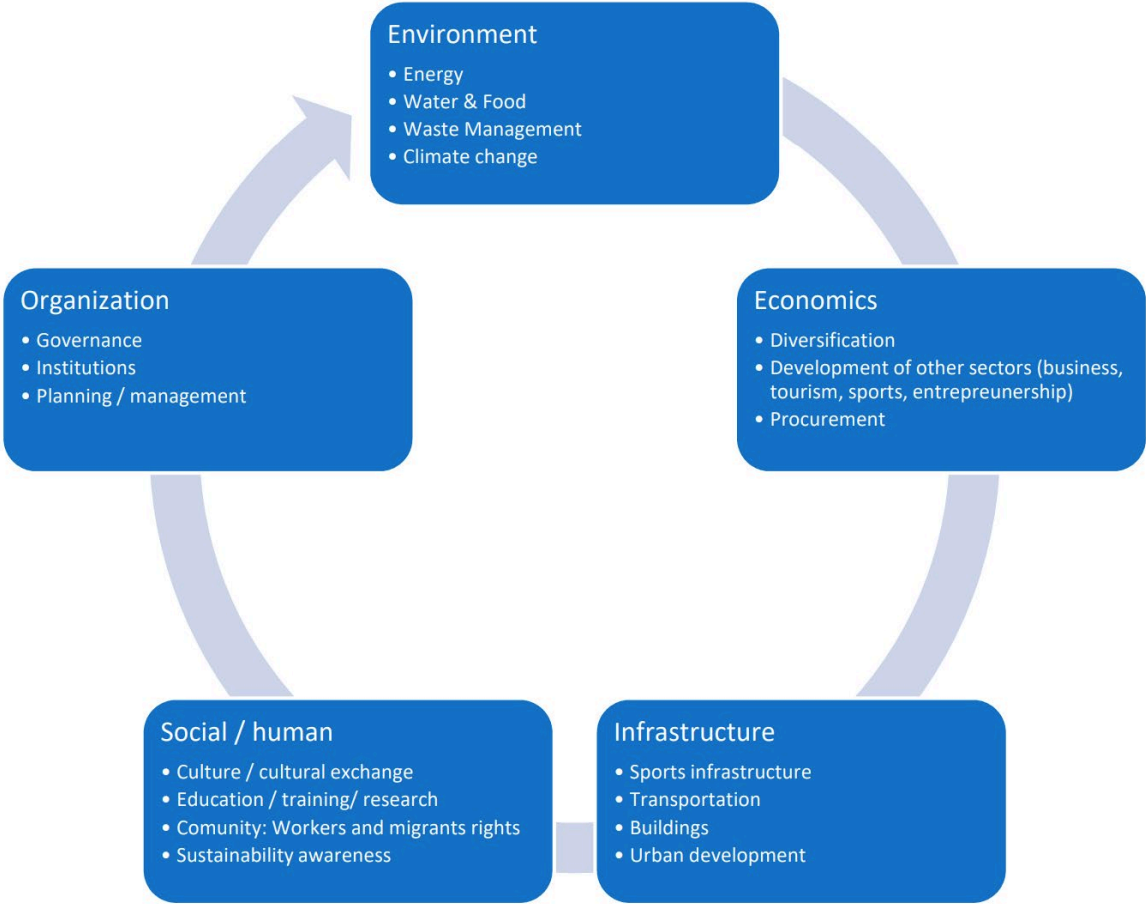 Environment
• Energy
• Water & Food
• Waste Management
• Climate change
Economics
• Diversification
• Development of other sectors (business,
tourism, sports, entrepreunership)
• Procurement
Infrastructure
• Sports infrastructure
• Transportation
• Buildings
• Urban development
Social / human
• Culture / cultural exchange
• Education / training/ research
• Comunity: Workers and migrants rights
• Sustainability awareness
Organization
• Governance
• Institutions
• Planning / management